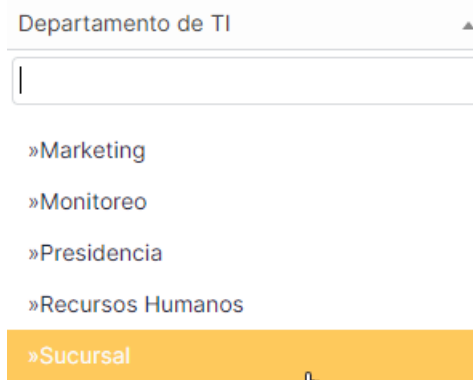 Departamento de TI
»Marketing
»Monitoreo
»Presidencia
»Recursos Humanos
»Sucursal